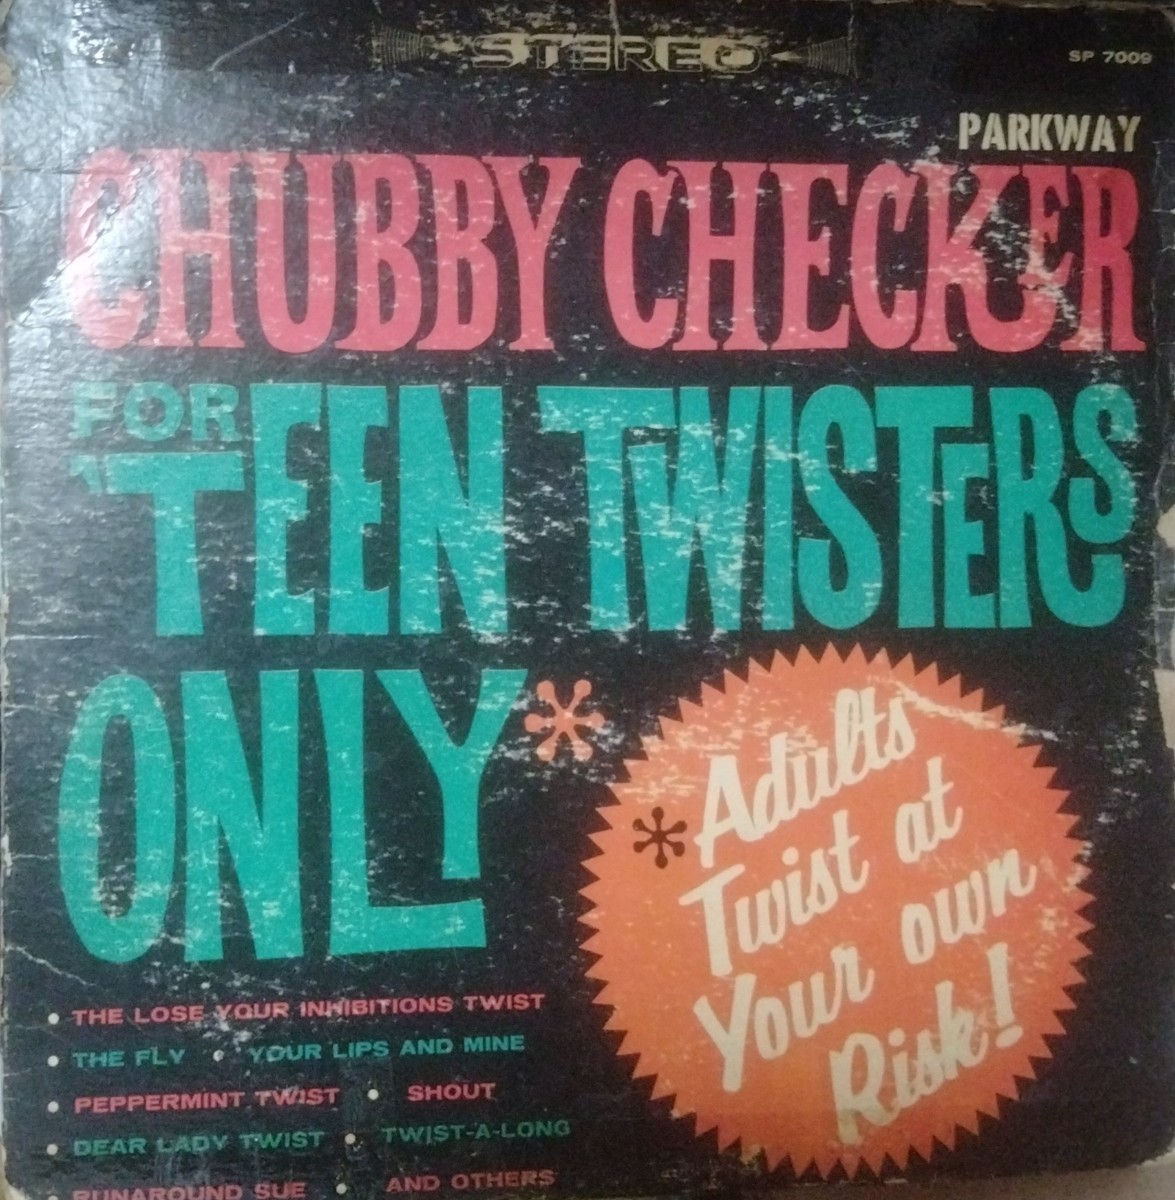 STEREO
SP 7009
PARKWAY
CHUBBY CHECKER
FOR
'TEEN TWISTERS
ONLY*
* Adults
Twist at
Your own
Risk!
• THE LOSE YOUR INHIBITIONS TWIST
• THE FLY • YOUR LIPS AND MINE
• PEPPERMINT TWIST • SHOUT
• DEAR LADY TWIST • TWIST-A-LONG
• RUNAROUND SUE • AND OTHERS